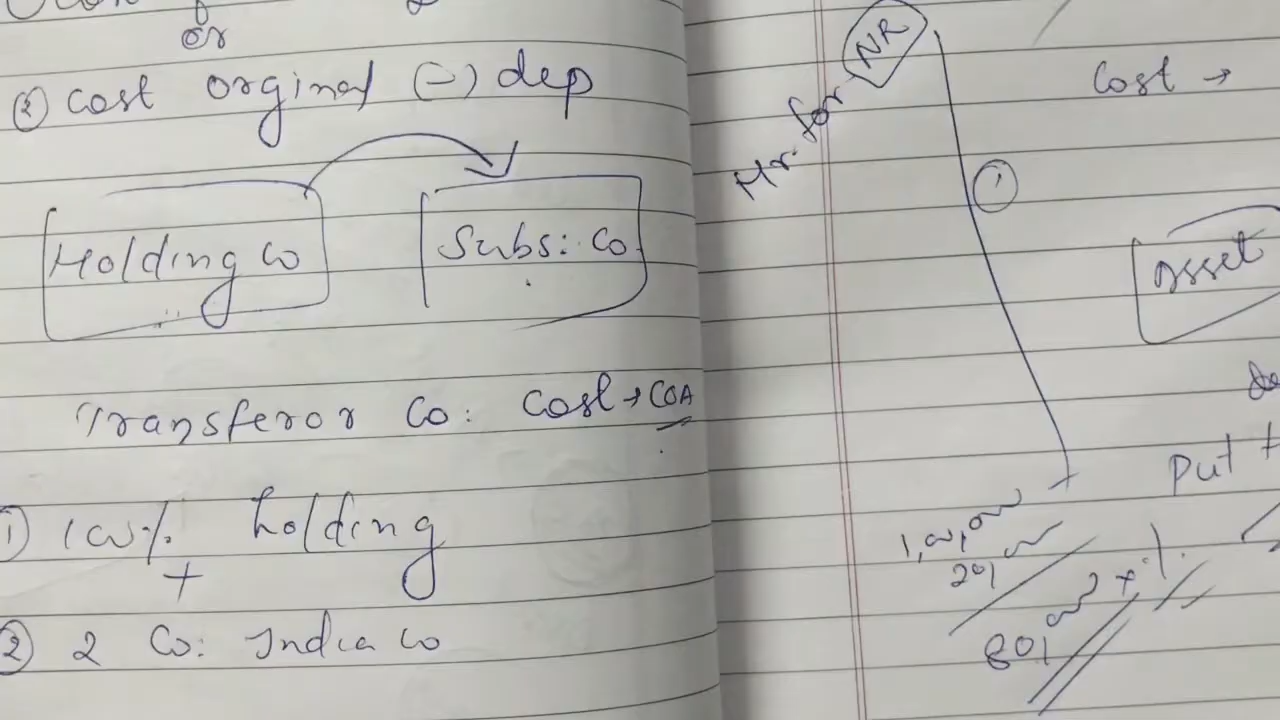 or
② Cost orginal (-) dep
Holding Co
Subs: Co
Transferor Co: Cost → COA
① 100% holding
+
② 2 Co: India Co
Mr. for NR
Cost →
①
Asset
Put
1,00,000
20,000
80,000 x %.